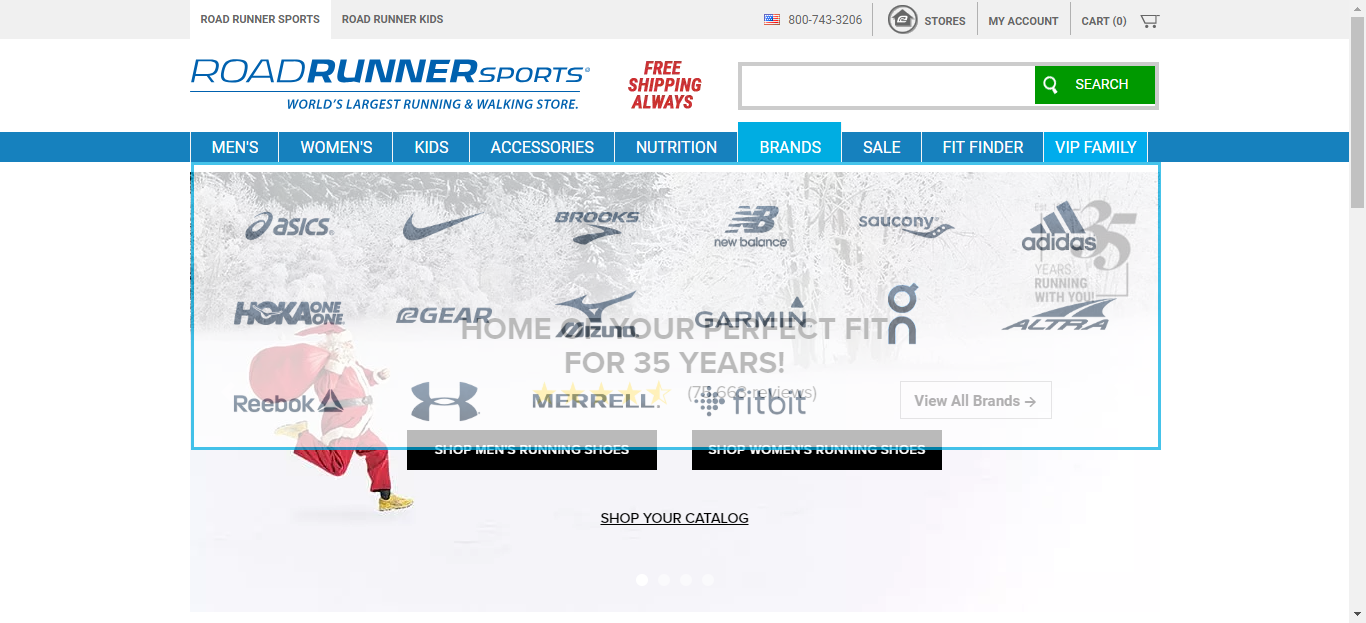 ROAD RUNNER SPORTS
ROAD RUNNER KIDS
800-743-3206
STORES
MY ACCOUNT
CART (0)
ROADRUNNERSPORTS®
WORLD'S LARGEST RUNNING & WALKING STORE.
FREE
SHIPPING
ALWAYS
SEARCH
MEN'S
WOMEN'S
KIDS
ACCESSORIES
NUTRITION
BRANDS
SALE
FIT FINDER
VIP FAMILY
asics
BROOKS
new balance
saucony
adidas
35
YEARS
RUNNING
WITH YOU!
HOKA ONE ONE
GEAR
mizuno
GARMIN
on
ALTRA
HOME OF YOUR PERFECT FIT
FOR 35 YEARS!
Reebok
MERRELL
fitbit
View All Brands →
SHOP MEN'S RUNNING SHOES
SHOP WOMEN'S RUNNING SHOES
SHOP YOUR CATALOG